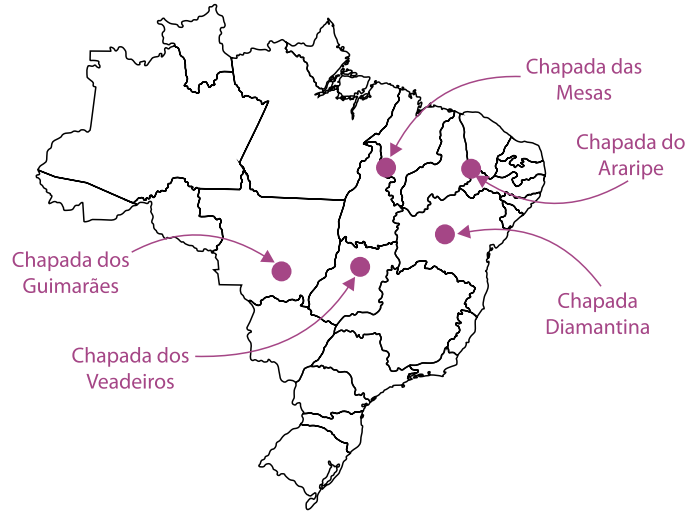 Chapada das
Mesas
Chapada do
Araripe
Chapada dos
Guimarães
Chapada
Diamantina
Chapada dos
Veadeiros